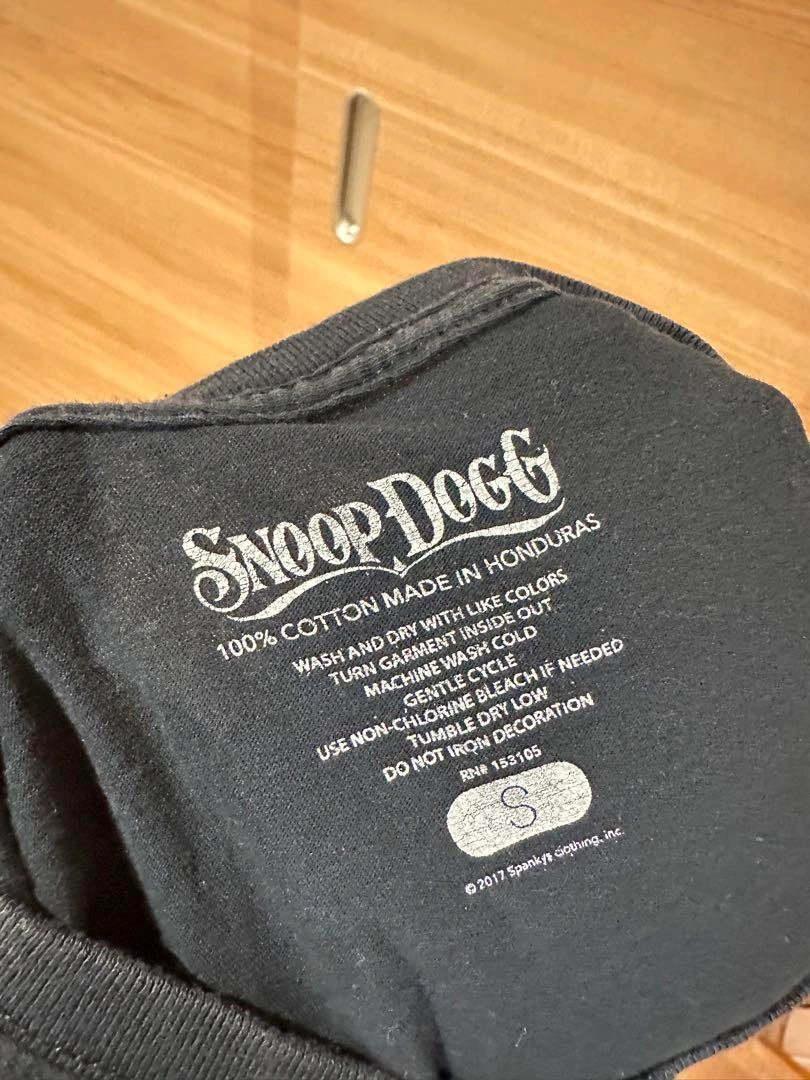 SNOOP DOGG
100% COTTON MADE IN HONDURAS
WASH AND DRY WITH LIKE COLORS
TURN GARMENT INSIDE OUT
MACHINE WASH COLD
GENTLE CYCLE
USE NON-CHLORINE BLEACH IF NEEDED
TUMBLE DRY LOW
DO NOT IRON DECORATION
RN# 153105
S
© 2017 Spankys clothing, inc.